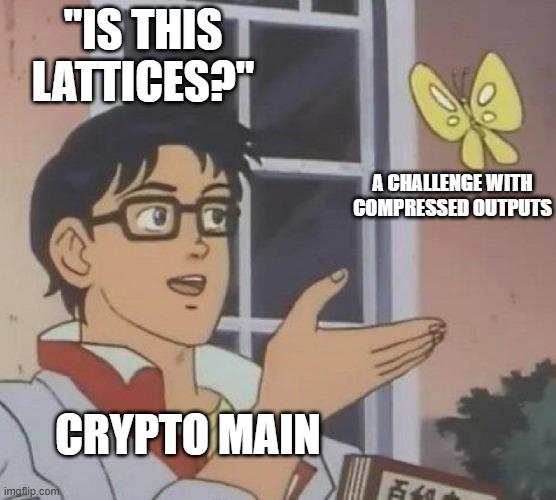 "IS THIS
LATTICES?"
A CHALLENGE WITH
COMPRESSED OUTPUTS
CRYPTO MAIN
imgflip.com